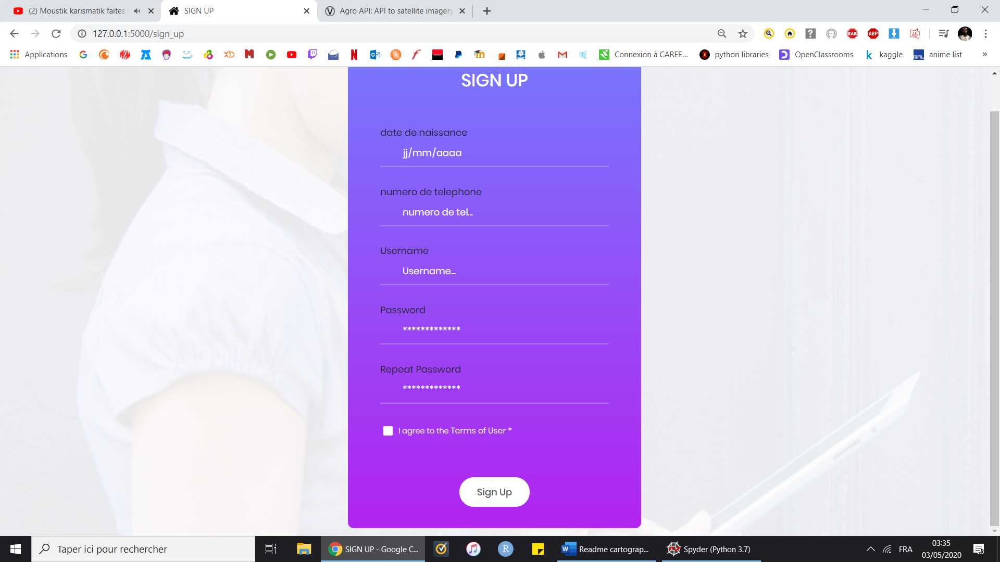 (2) Moustik karismatik faites
SIGN UP
Agro API: API to satellite imagery
127.0.0.1:5000/sign_up
Applications
Connexion à CAREE...
python libraries
OpenClassrooms
kaggle
anime list
»
SIGN UP
date de naissance
jj/mm/aaaa
numero de telephone
numero de tel...
Username
Username...
Password
*************
Repeat Password
*************
I agree to the Terms of User *
Sign Up
Taper ici pour rechercher
SIGN UP - Google C...
Readme cartograp...
Spyder (Python 3.7)
FRA
03:35
03/05/2020